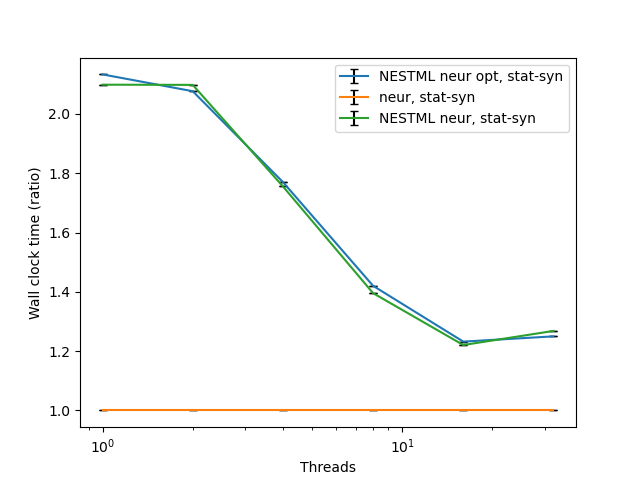 NESTML neur opt, stat-syn
neur, stat-syn
NESTML neur, stat-syn
2.0
1.8
1.6
1.4
1.2
1.0
Wall clock time (ratio)
10⁰
10¹
Threads